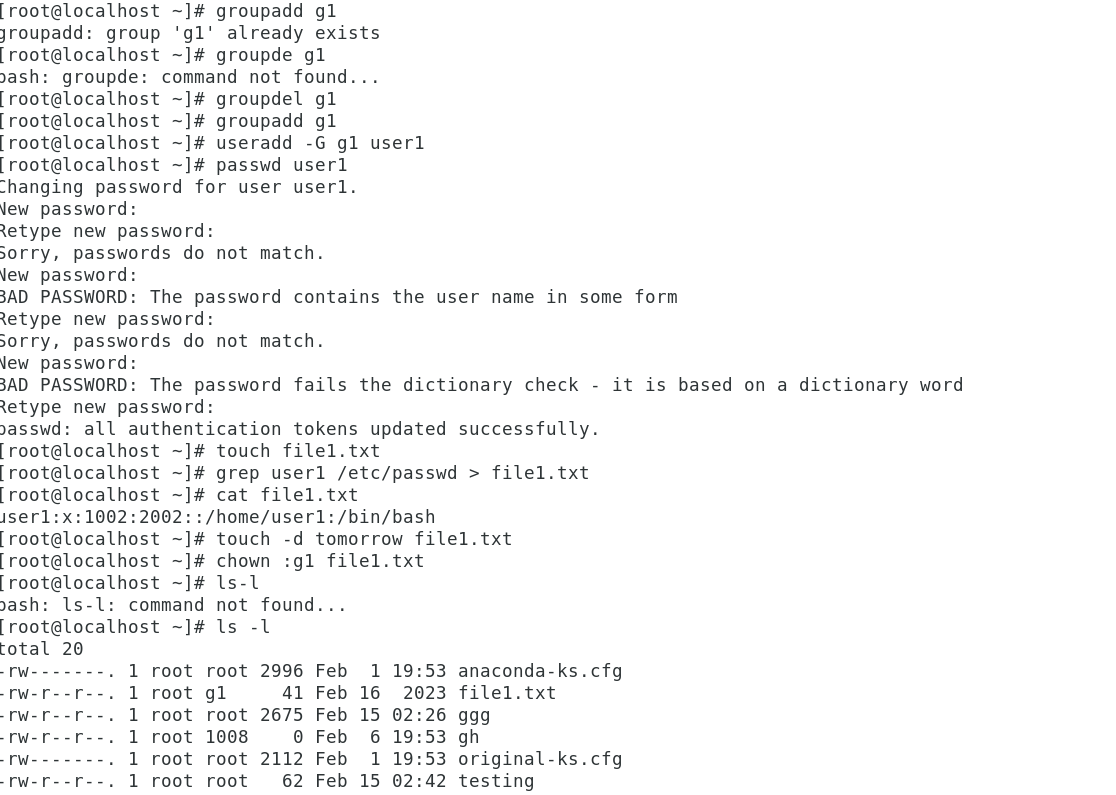 [root@localhost ~]# groupadd g1
groupadd: group 'g1' already exists
[root@localhost ~]# groupde g1
bash: groupde: command not found...
[root@localhost ~]# groupdel g1
[root@localhost ~]# groupadd g1
[root@localhost ~]# useradd -G g1 user1
[root@localhost ~]# passwd user1
Changing password for user user1.
New password:
Retype new password:
Sorry, passwords do not match.
New password:
BAD PASSWORD: The password contains the user name in some form
Retype new password:
Sorry, passwords do not match.
New password:
BAD PASSWORD: The password fails the dictionary check - it is based on a dictionary word
Retype new password:
passwd: all authentication tokens updated successfully.
[root@localhost ~]# touch file1.txt
[root@localhost ~]# grep user1 /etc/passwd > file1.txt
[root@localhost ~]# cat file1.txt
user1:x:1002:2002::/home/user1:/bin/bash
[root@localhost ~]# touch -d tomorrow file1.txt
[root@localhost ~]# chown :g1 file1.txt
[root@localhost ~]# ls-l
bash: ls-l: command not found...
[root@localhost ~]# ls -l
total 20
-rw-------. 1 root root 2996 Feb  1 19:53 anaconda-ks.cfg
-rw-r--r--. 1 root g1     41 Feb 16  2023 file1.txt
-rw-r--r--. 1 root root 2675 Feb 15 02:26 ggg
-rw-r--r--. 1 root 1008    0 Feb  6 19:53 gh
-rw-------. 1 root root 2112 Feb  1 19:53 original-ks.cfg
-rw-r--r--. 1 root root   62 Feb 15 02:42 testing